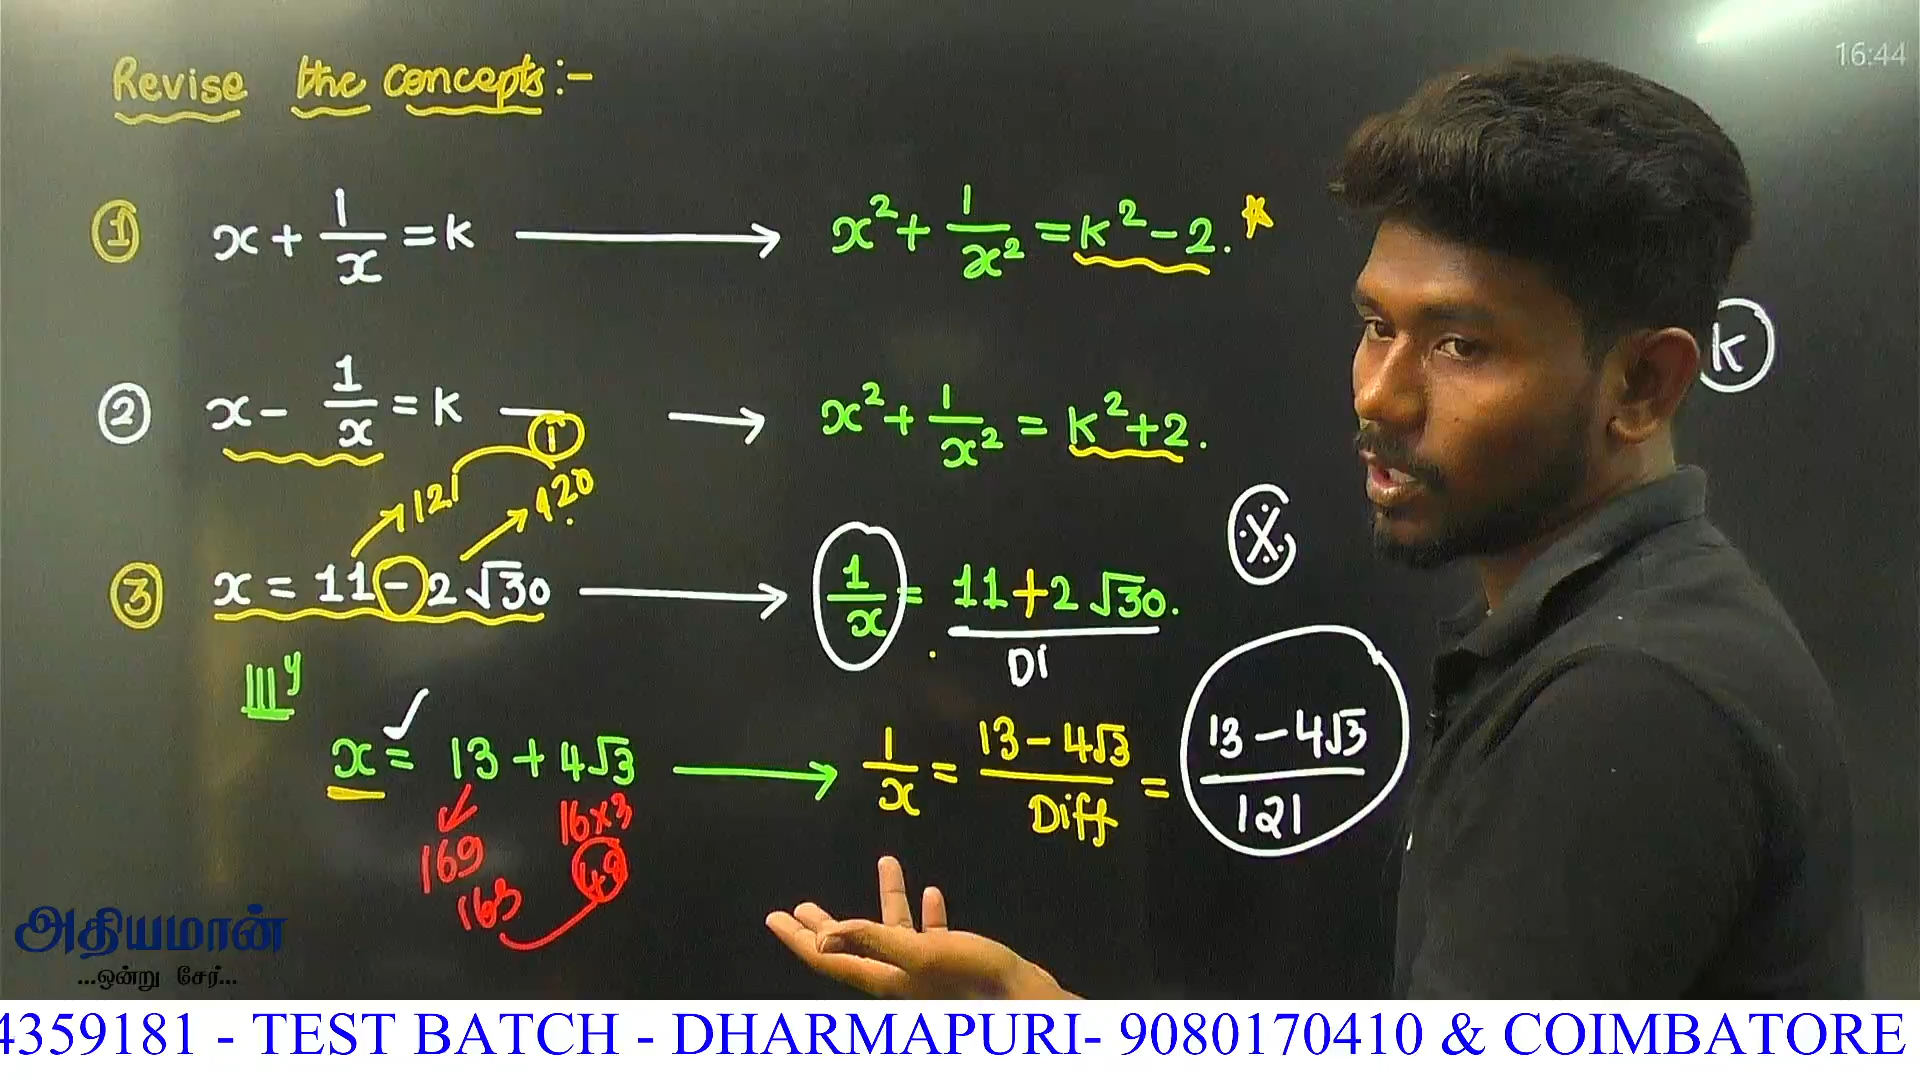 16:44
Revise the concepts:-
① x + 1/x = k → x² + 1/x² = k² - 2. ☆
k
② x - 1/x = k → x² + 1/x² = k² + 2.
1
121 120
③ x = 11 - 2√30 → 1/x = 11 + 2√30.
D1
lllʸ
x = 13 + 4√3 → 1/x = 13 - 4√3 / Diff = 13 - 4√3 / 121
16×3
169 48
அதியமான்
...ஒன்று சேர்...
4359181 - TEST BATCH - DHARMAPURI- 9080170410 & COIMBATORE